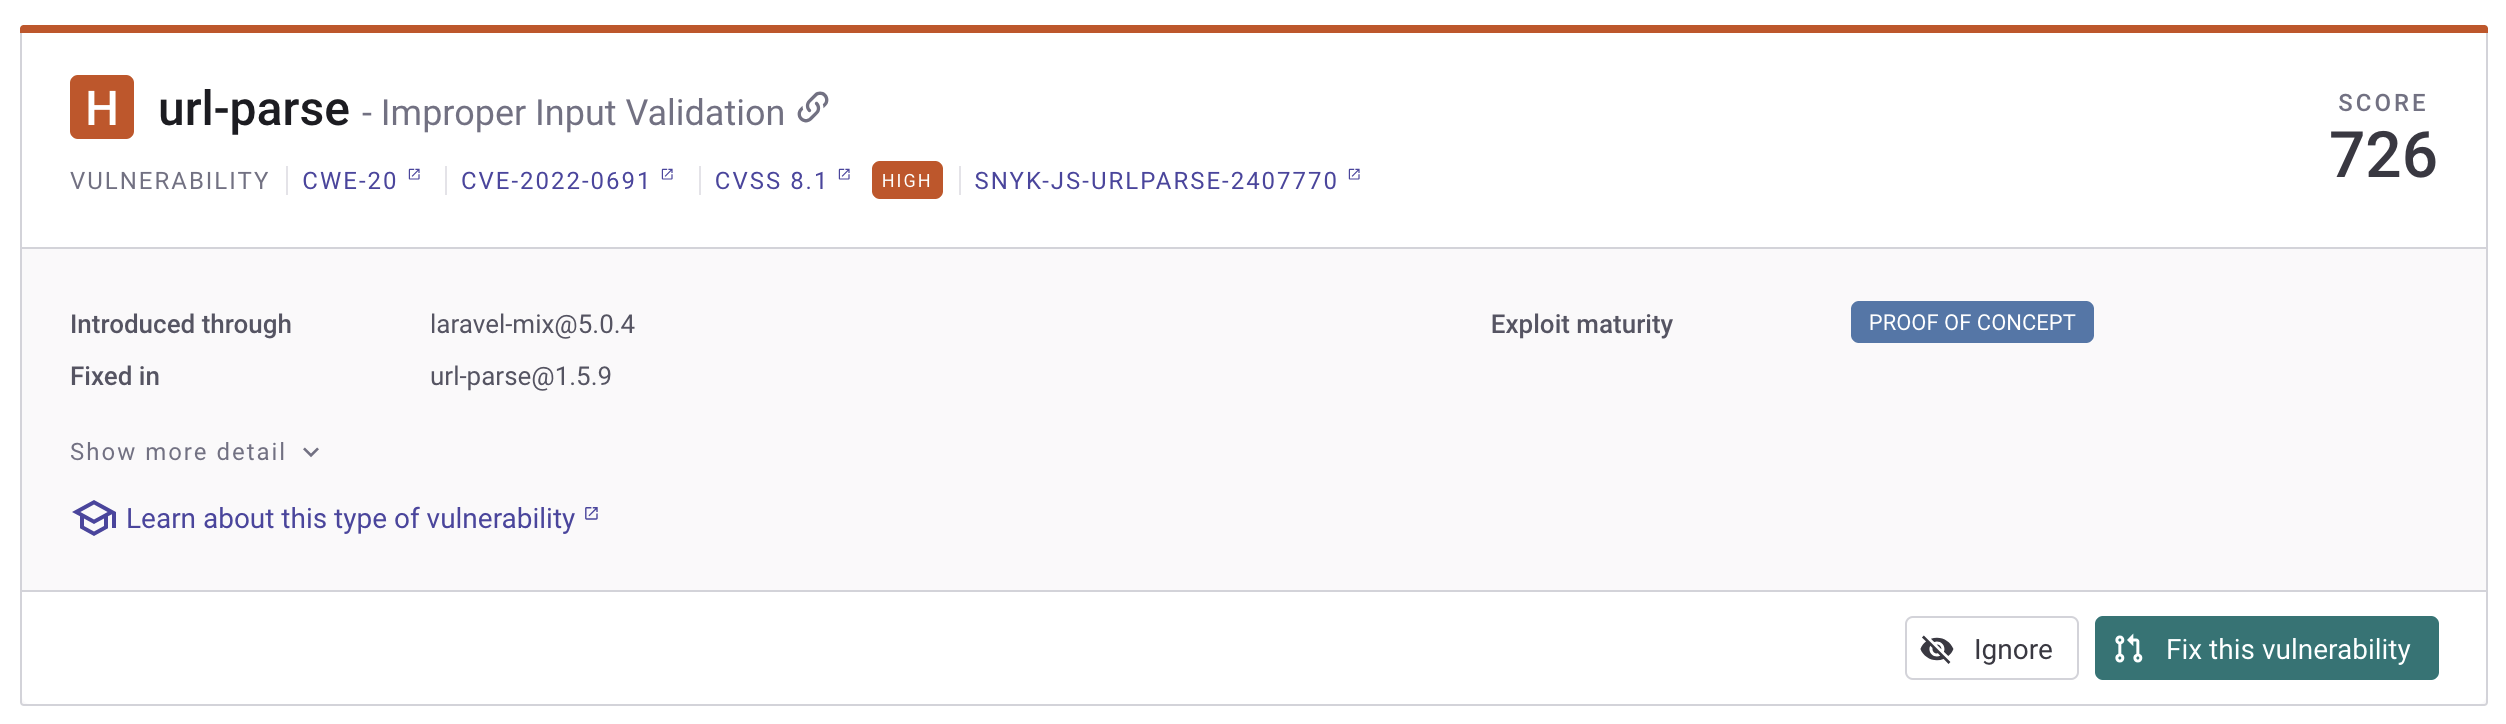 H url-parse - Improper Input Validation
SCORE
726
VULNERABILITY CWE-20 CVE-2022-0691 CVSS 8.1 HIGH SNYK-JS-URLPARSE-2407770
Introduced through laravel-mix@5.0.4 Exploit maturity PROOF OF CONCEPT
Fixed in url-parse@1.5.9
Show more detail
Learn about this type of vulnerability
Ignore Fix this vulnerability